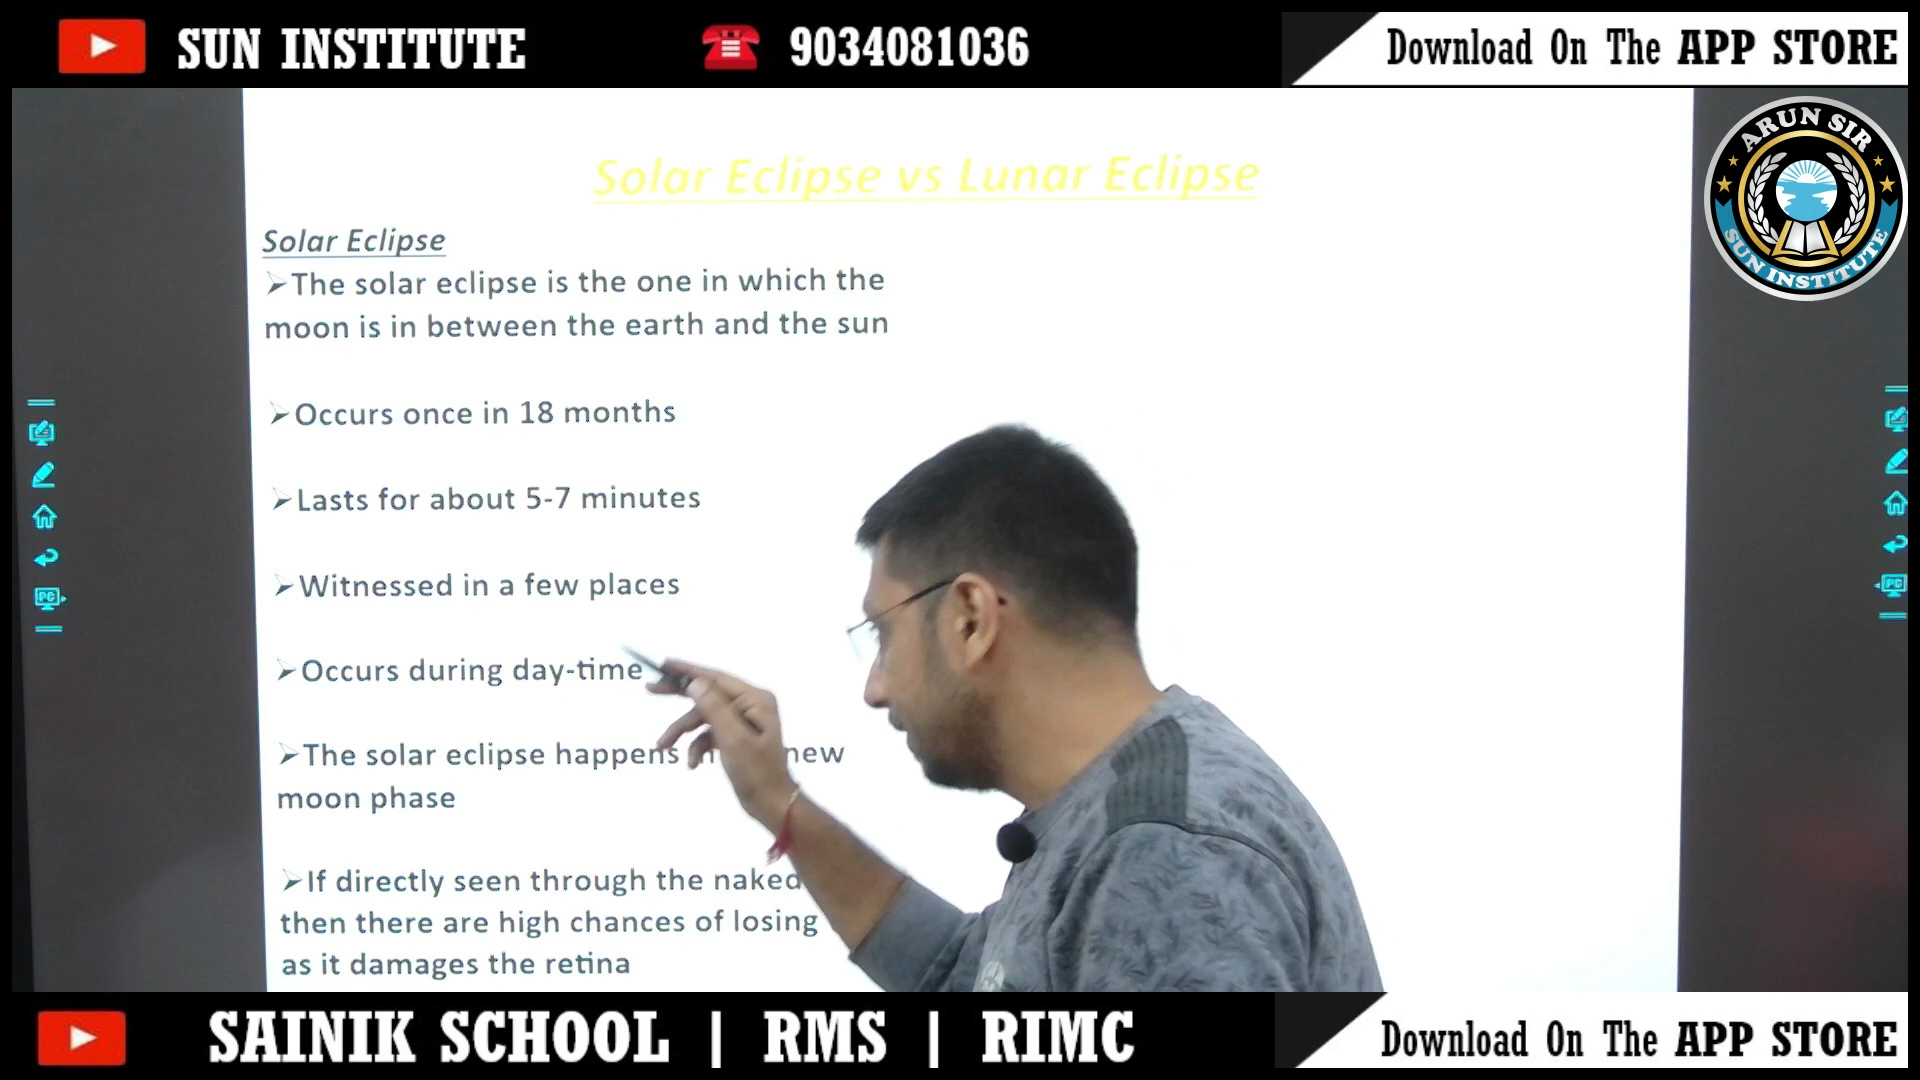 SUN INSTITUTE
9034081036
Download On The APP STORE
ARUN SIR
SUN INSTITUTE
Solar Eclipse vs Lunar Eclipse
Solar Eclipse
➢The solar eclipse is the one in which the
moon is in between the earth and the sun
➢Occurs once in 18 months
➢Lasts for about 5-7 minutes
➢Witnessed in a few places
➢Occurs during day-time
➢The solar eclipse happens new
moon phase
➢If directly seen through the naked
then there are high chances of losing
as it damages the retina
PC
PC
SAINIK SCHOOL | RMS | RIMC
Download On The APP STORE